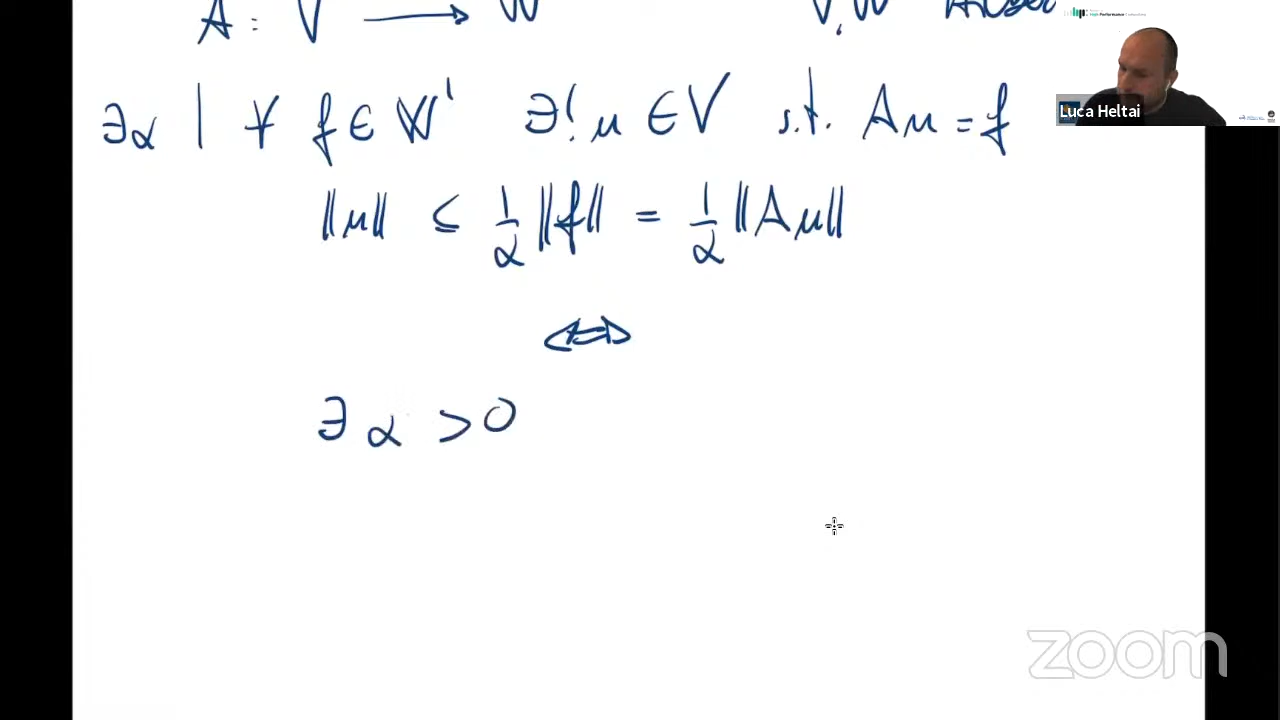 A : V → W
∃α | ∀ f ∈ W' ∃! u ∈ V s.t. Au = f
||u|| ≤ 1/α ||f|| = 1/α ||Au||
⇔
∃ α > 0
Luca Heltai
zoom